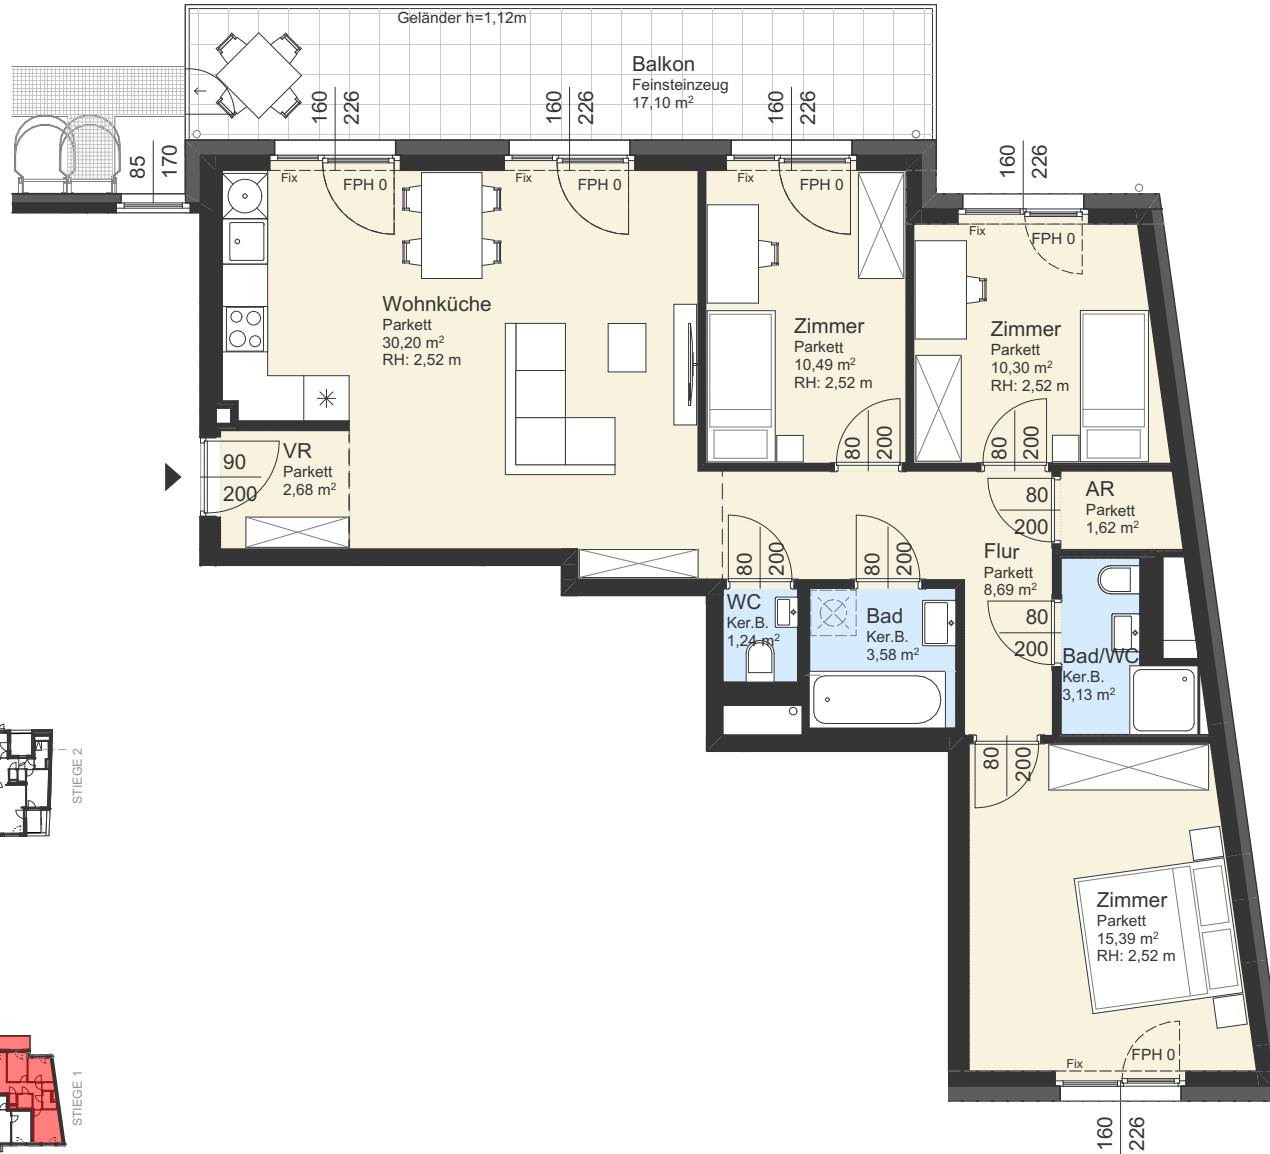 Geländer h=1,12m
Balkon
Feinsteinzeug
17,10 m²
160
226
160
226
160
226
85
170
160
226
Fix
FPH 0
Fix
FPH 0
Fix
FPH 0
Fix
FPH 0
Wohnküche
Parkett
30,20 m²
RH: 2,52 m
Zimmer
Parkett
10,49 m²
RH: 2,52 m
Zimmer
Parkett
10,30 m²
RH: 2,52 m
80
200
80
200
VR
Parkett
2,68 m²
90
200
AR
Parkett
1,62 m²
80
200
Flur
Parkett
8,69 m²
80
200
80
200
WC
Ker.B.
1,24 m²
Bad
Ker.B.
3,58 m²
80
200
Bad/WC
Ker.B.
3,13 m²
80
200
STIEGE 2
Zimmer
Parkett
15,39 m²
RH: 2,52 m
Fix
FPH 0
STIEGE 1
160
226